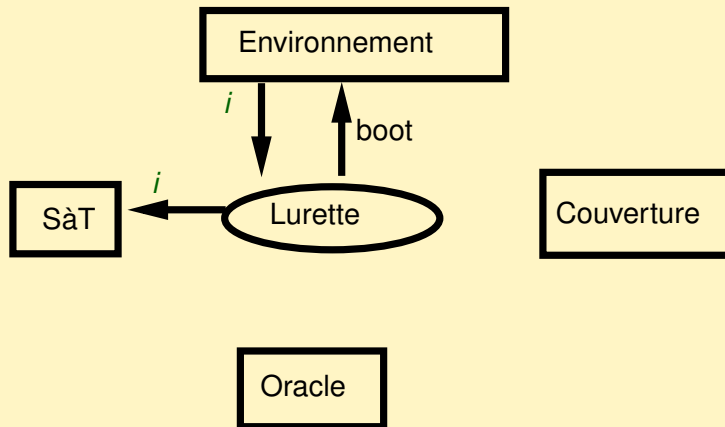 Environnement
i
boot
i
SàT
Lurette
Couverture
Oracle